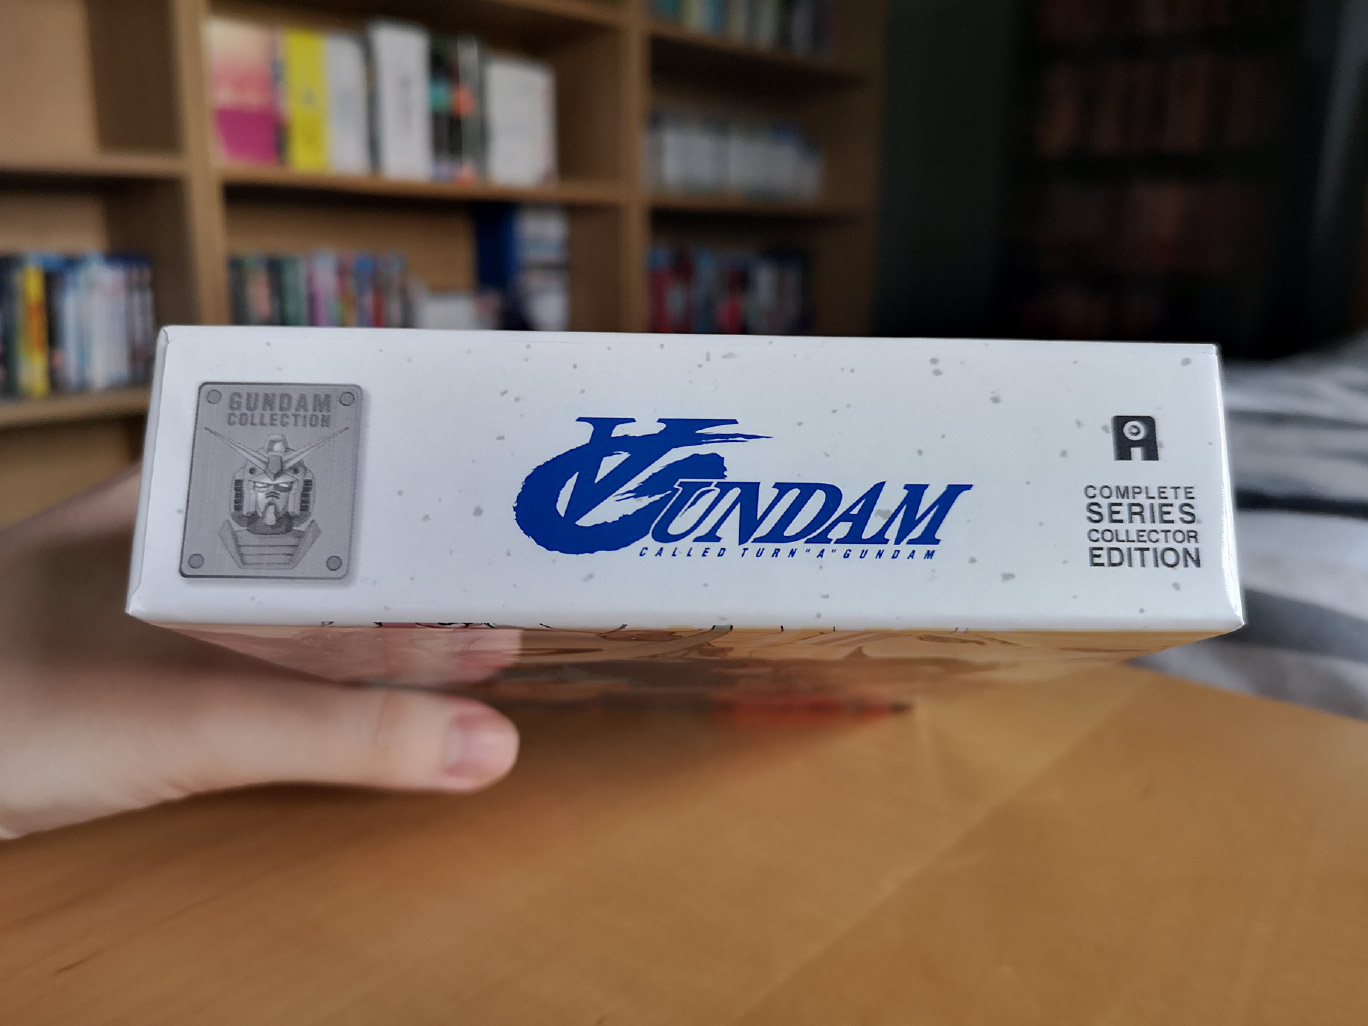 GUNDAM
COLLECTION
∀GUNDAM
CALLED TURN "A" GUNDAM
COMPLETE
SERIES
COLLECTOR
EDITION